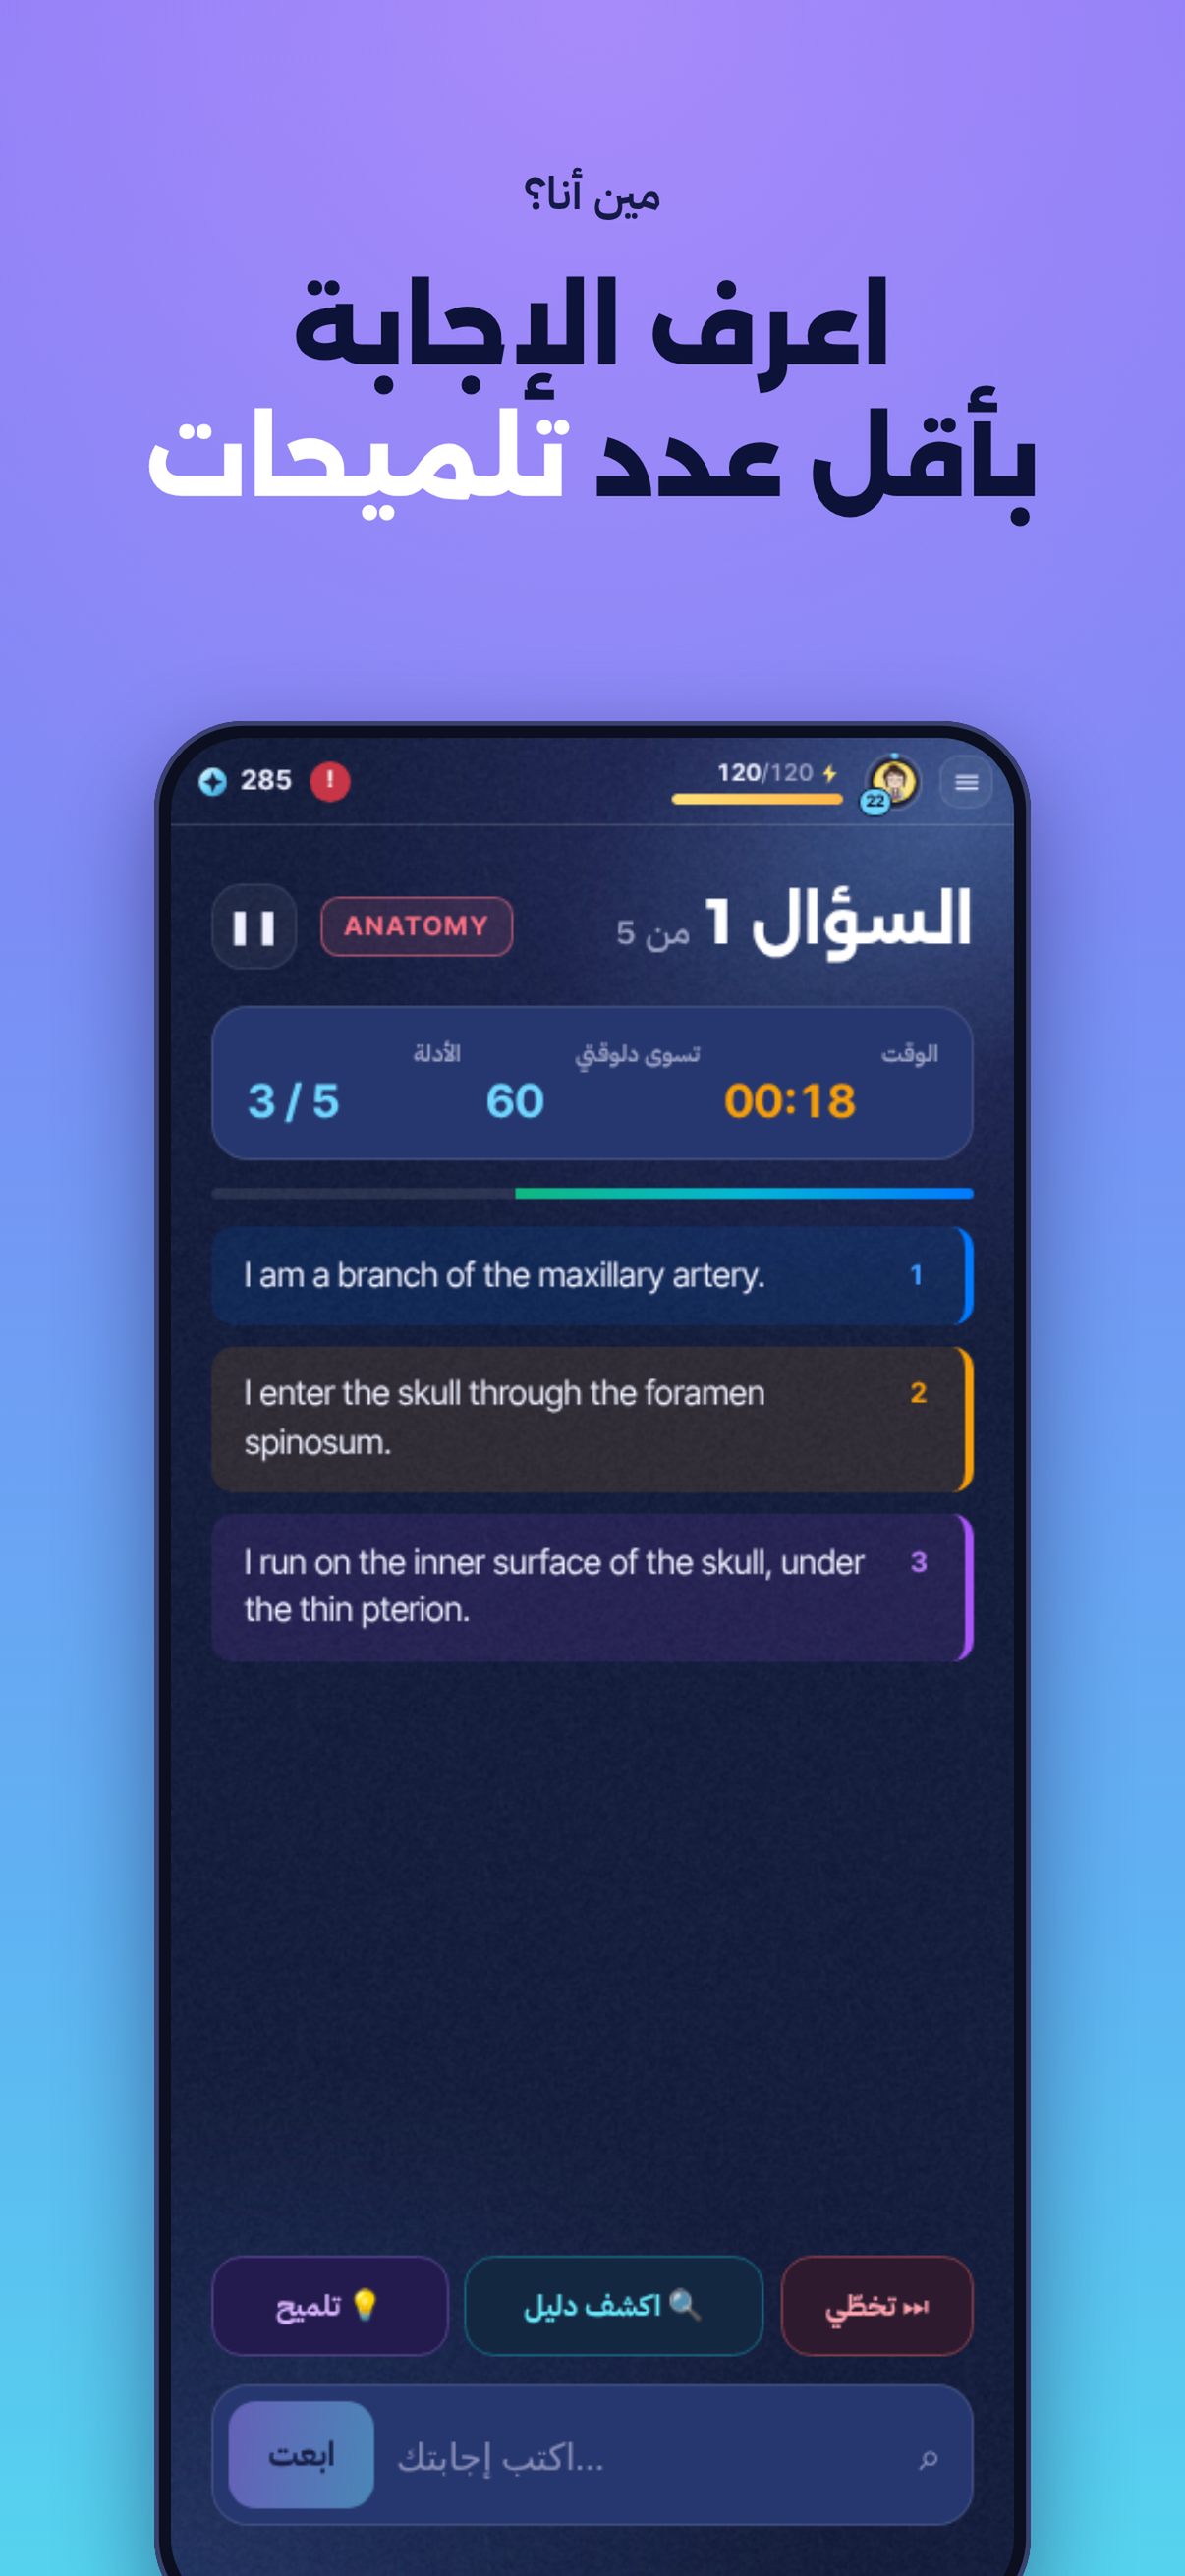 مين أنا؟
اعرف الإجابة
بأقل عدد تلميحات
285 ! 120/120 22
السؤال 1 من 5 ANATOMY
الوقت تسوى دلوقتي الأدلة
00:18 60 3 / 5
1 I am a branch of the maxillary artery.
2 I enter the skull through the foramen
spinosum.
3 I run on the inner surface of the skull, under
the thin pterion.
تخطّي اكشف دليل تلميح
اكتب إجابتك... ابعت